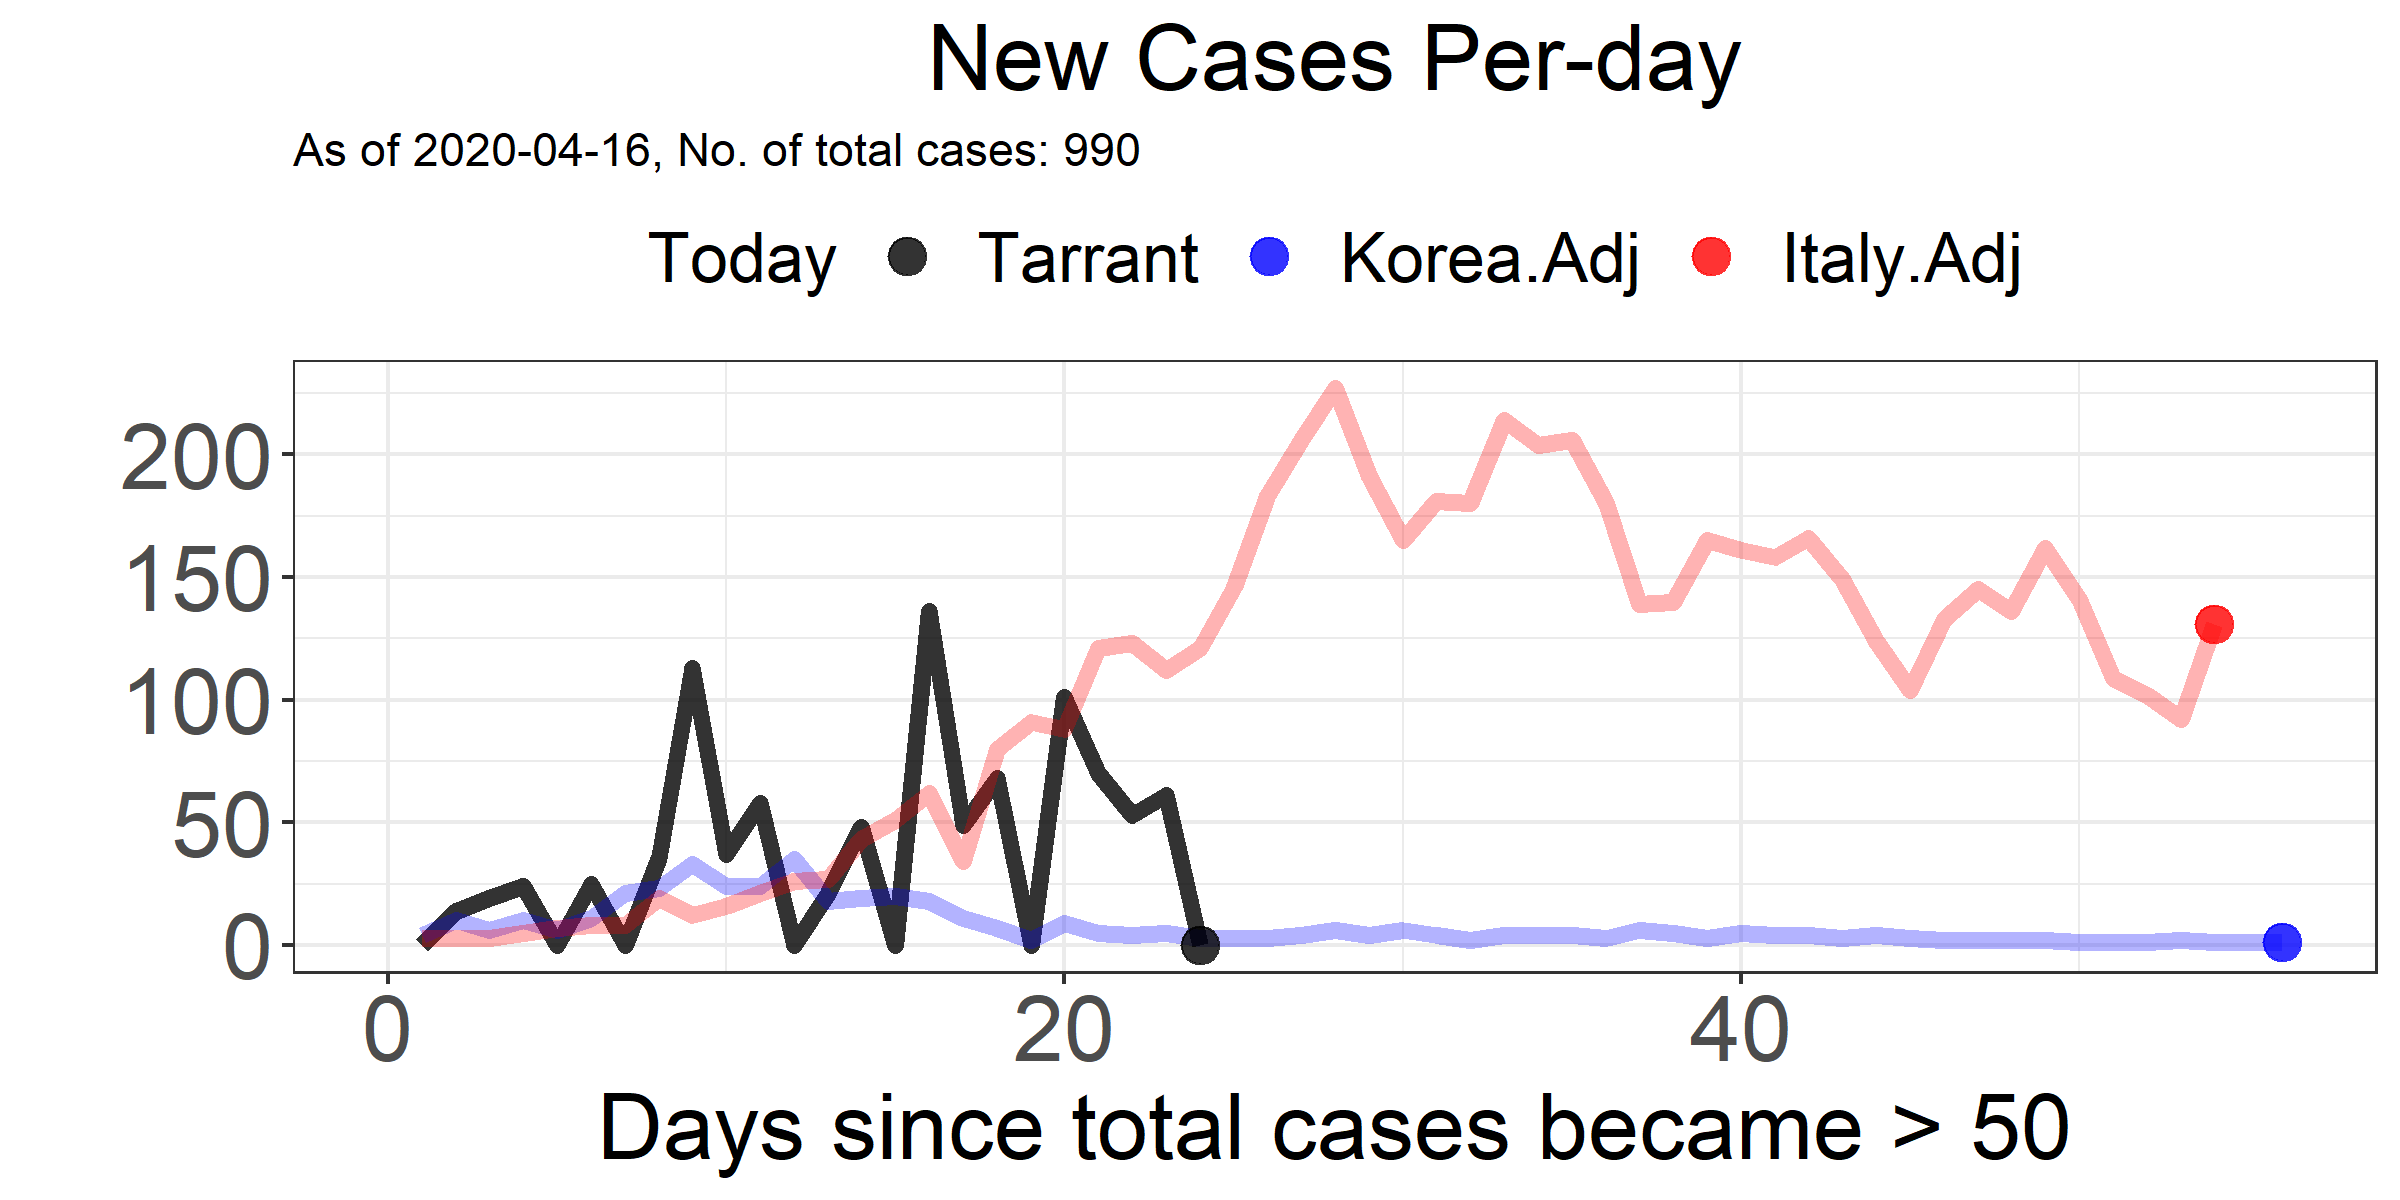 New Cases Per-day
As of 2020-04-16, No. of total cases: 990
Today Tarrant Korea.Adj Italy.Adj
200
150
100
50
0
0 20 40
Days since total cases became > 50